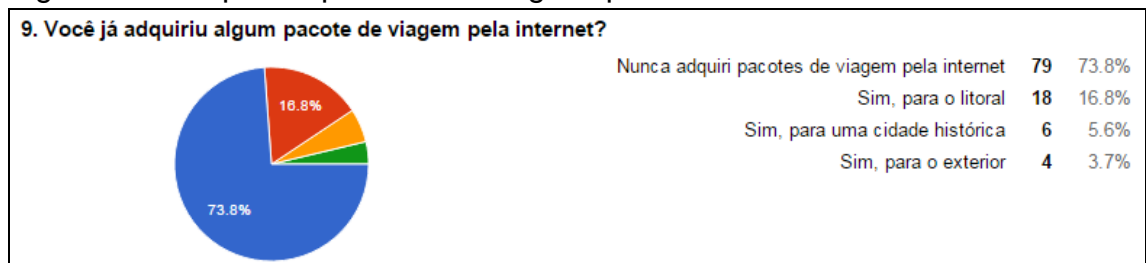 9. Você já adquiriu algum pacote de viagem pela internet?
Nunca adquiri pacotes de viagem pela internet 79 73.8%
Sim, para o litoral 18 16.8%
Sim, para uma cidade histórica 6 5.6%
Sim, para o exterior 4 3.7%
16.8%
73.8%